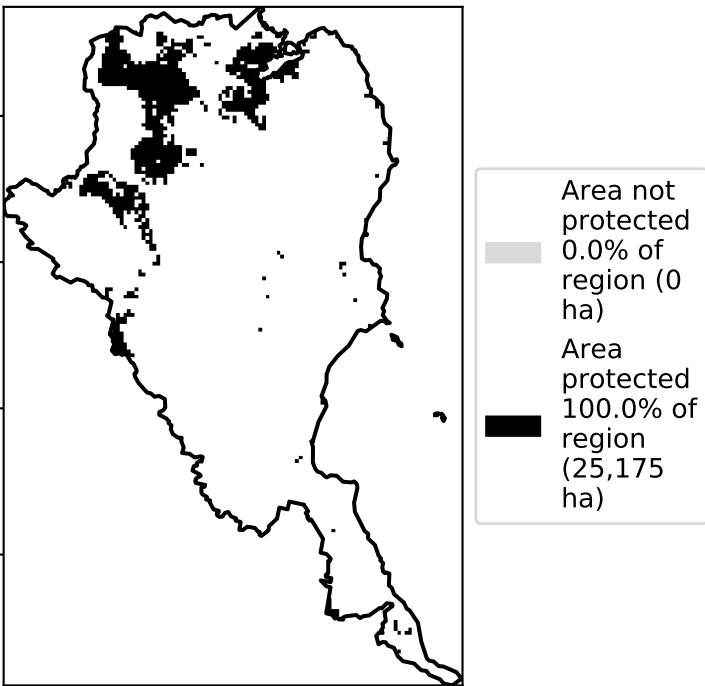 Area not
protected
0.0% of
region (0
ha)
Area
protected
100.0% of
region
(25,175
ha)